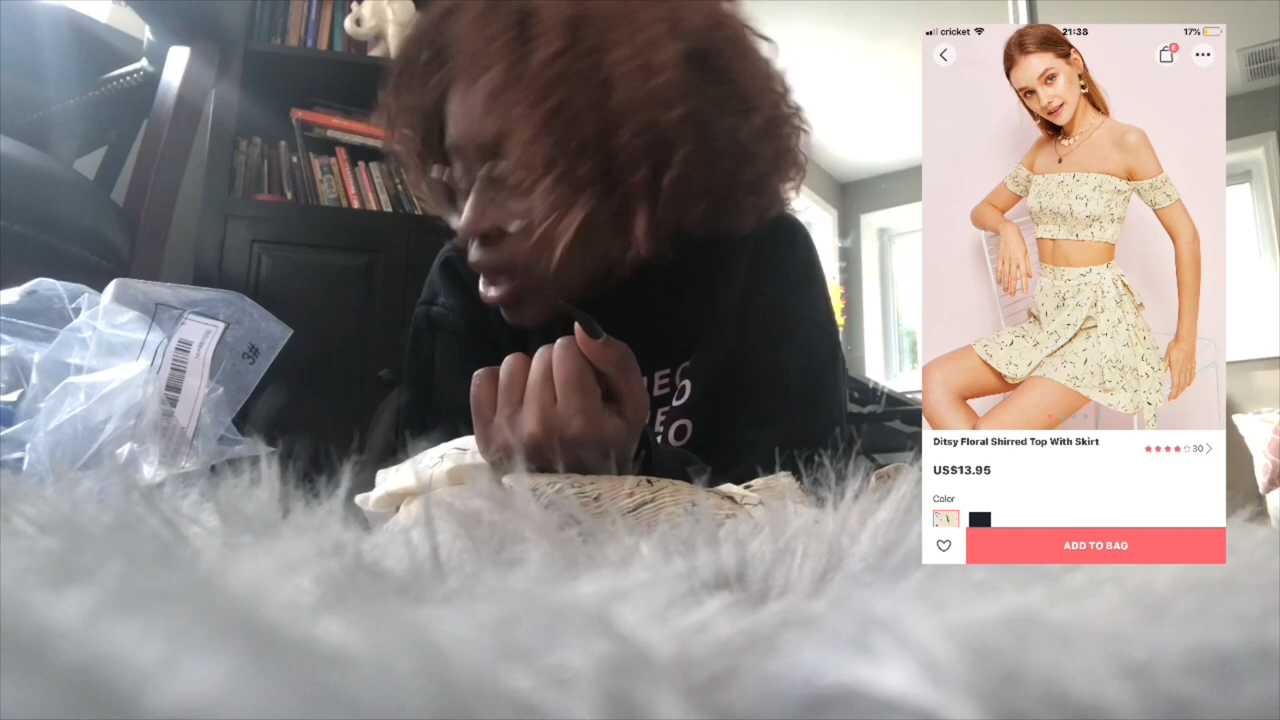 3#
cricket 21:38 17%
6
Ditsy Floral Shirred Top With Skirt
30
US$13.95
Color
ADD TO BAG